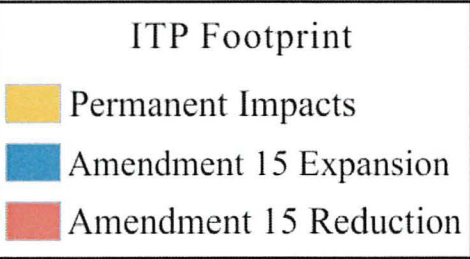 ITP Footprint
Permanent Impacts
Amendment 15 Expansion
Amendment 15 Reduction